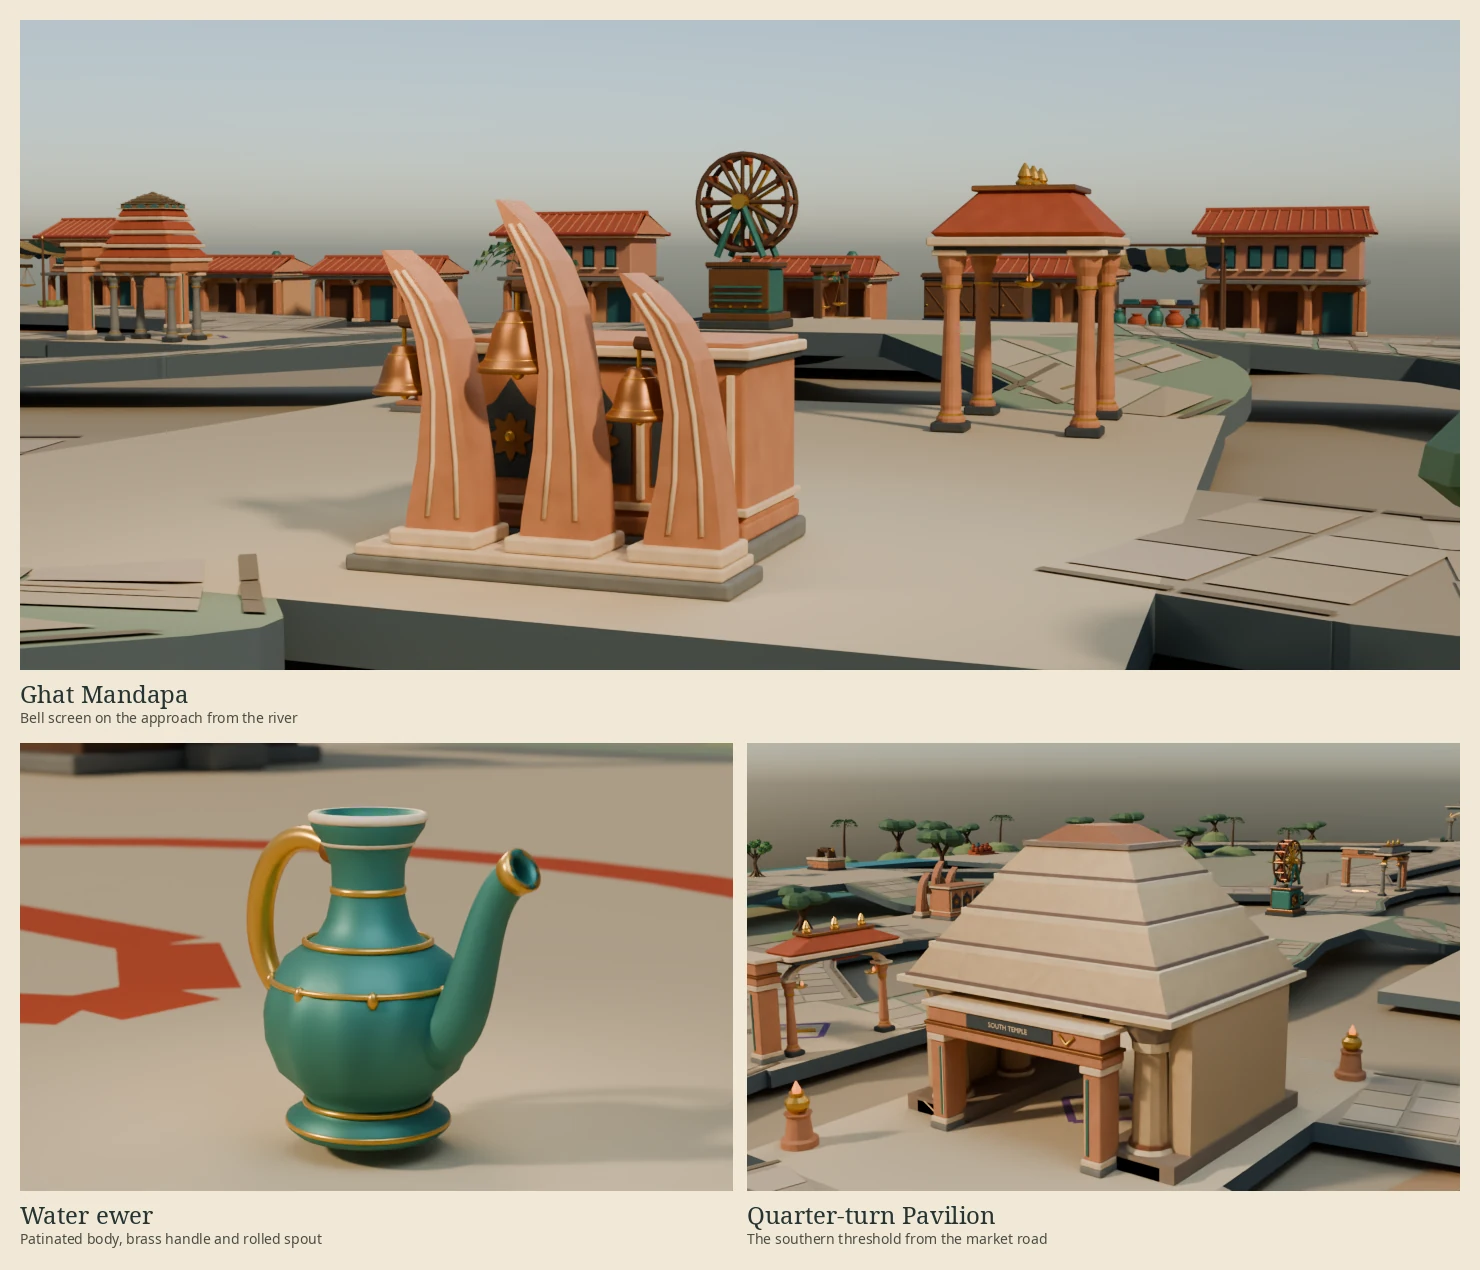 Ghat Mandapa
Bell screen on the approach from the river
SOUTH TEMPLE
Water ewer
Patinated body, brass handle and rolled spout
Quarter-turn Pavilion
The southern threshold from the market road